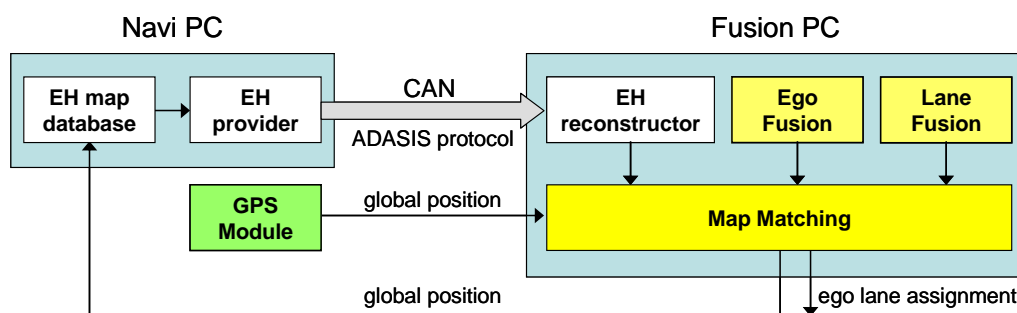 Navi PC
Fusion PC
EH map
database
EH
provider
CAN
ADASIS protocol
EH
reconstructor
Ego
Fusion
Lane
Fusion
GPS
Module
global position
Map Matching
global position
ego lane assignment